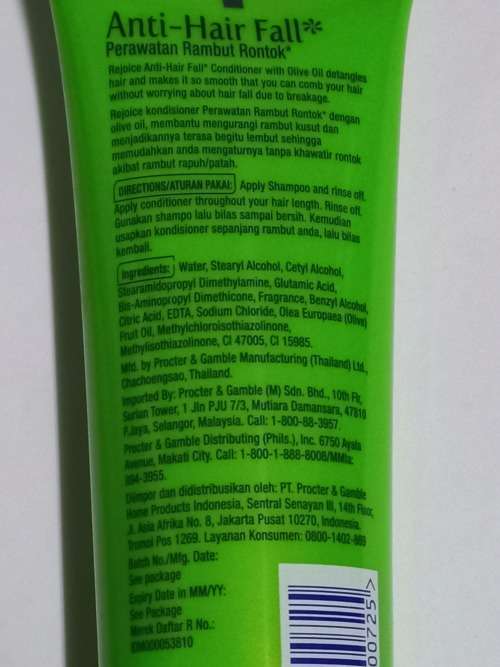 Anti-Hair Fall*
Perawatan Rambut Rontok*
Rejoice Anti-Hair Fall* Conditioner with Olive Oil detangles
hair and makes it so smooth that you can comb your hair
without worrying about hair fall due to breakage.
Rejoice kondisioner Perawatan Rambut Rontok* dengan
olive oil, membantu mengurangi rambut kusut dan
menjadikannya terasa begitu lembut sehingga
memudahkan anda mengaturnya tanpa khawatir rontok
akibat rambut rapuh/patah.
DIRECTIONS/ATURAN PAKAI: Apply Shampoo and rinse off.
Apply conditioner throughout your hair length. Rinse off.
Gunakan shampo lalu bilas sampai bersih. Kemudian
usapkan kondisioner sepanjang rambut anda, lalu bilas
kembali.
Ingredients: Water, Stearyl Alcohol, Cetyl Alcohol,
Stearamidopropyl Dimethylamine, Glutamic Acid,
Bis-Aminopropyl Dimethicone, Fragrance, Benzyl Alcohol,
Citric Acid, EDTA, Sodium Chloride, Olea Europaea (Olive)
Fruit Oil, Methylchloroisothiazolinone,
Methylisothiazolinone, CI 47005, CI 15985.
Mfd. by Procter & Gamble Manufacturing (Thailand) Ltd.,
Chachoengsao, Thailand.
Imported By: Procter & Gamble (M) Sdn. Bhd., 10th Flr,
Surian Tower, 1 Jln PJU 7/3, Mutiara Damansara, 47810
P.Jaya, Selangor, Malaysia. Call: 1-800-88-3957.
Procter & Gamble Distributing (Phils.), Inc. 6750 Ayala
Avenue, Makati City. Call: 1-800-1-888-8008/MMla:
894-3955.
Diimpor dan didistribusikan oleh: PT. Procter & Gamble
Home Products Indonesia, Sentral Senayan III, 14th Floor,
Jl. Asia Afrika No. 8, Jakarta Pusat 10270, Indonesia.
Tromol Pos 1269. Layanan Konsumen: 0800-1402-889
Batch No./Mfg. Date:
See package
Expiry Date in MM/YY:
See Package
Merek Daftar R No.:
IDM000053810
00725